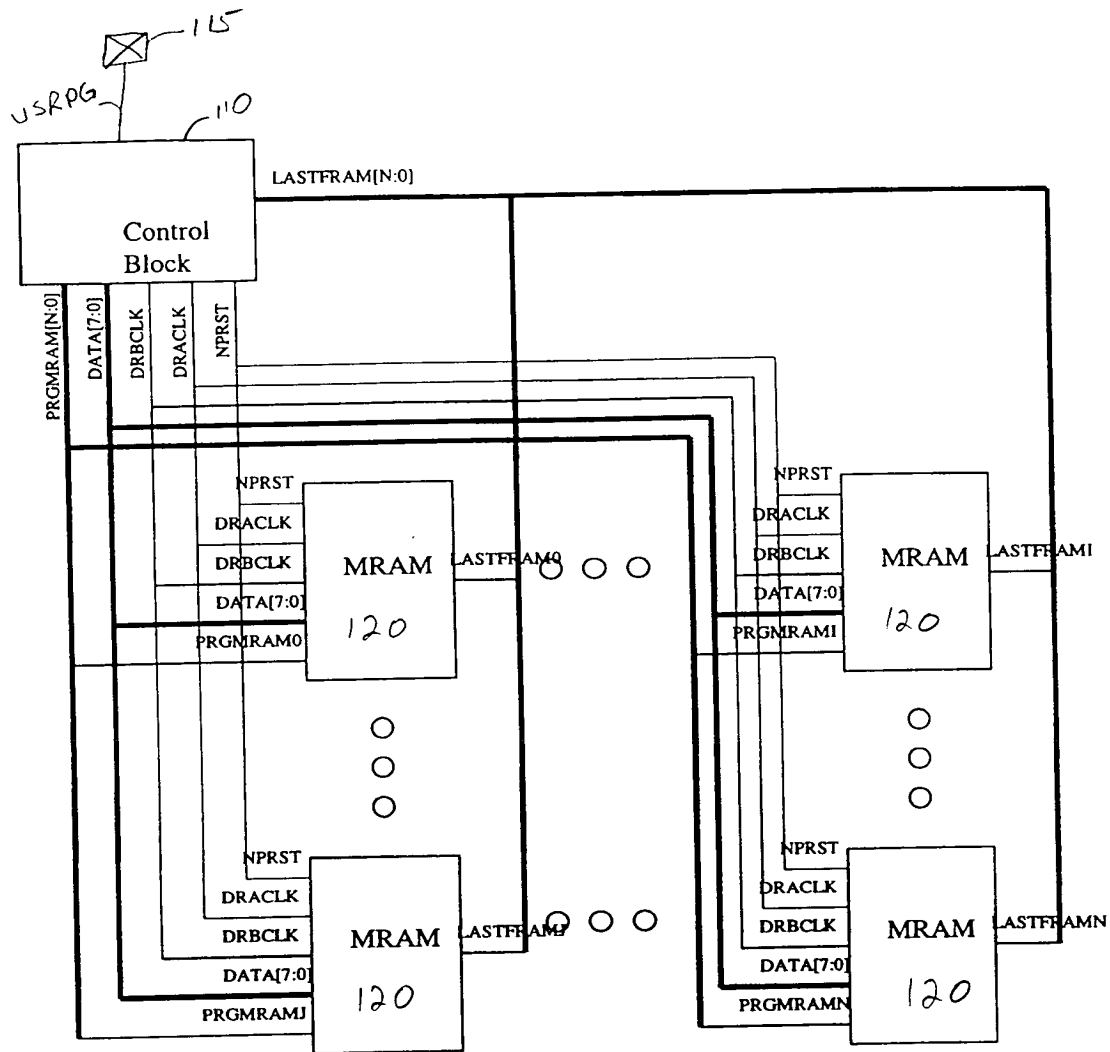 115
USRPG
110
LASTFRAM[N:0]
Control
Block
PRGMRAM[N:0]
DATA[7:0]
DRBCLK
DRACLK
NPRST
NPRST
DRACLK
DRBCLK
DATA[7:0]
PRGMRAM0
MRAM
120
LASTFRAM0
NPRST
DRACLK
DRBCLK
DATA[7:0]
PRGMRAMI
MRAM
120
LASTFRAMI
NPRST
DRACLK
DRBCLK
DATA[7:0]
PRGMRAMJ
MRAM
120
LASTFRAMJ
NPRST
DRACLK
DRBCLK
DATA[7:0]
PRGMRAMN
MRAM
120
LASTFRAMN